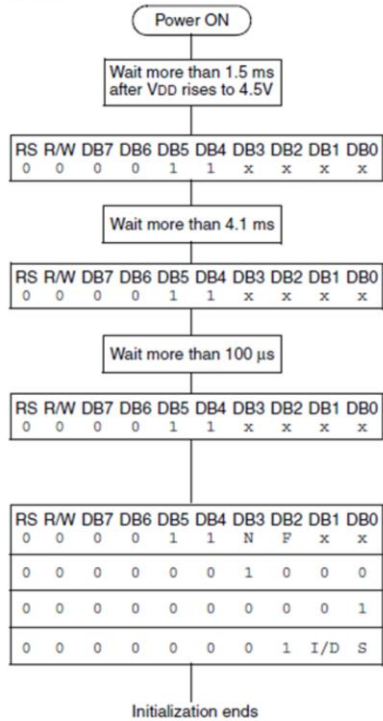 Power ON
Wait more than 1.5 ms
after VDD rises to 4.5V
RS R/W DB7 DB6 DB5 DB4 DB3 DB2 DB1 DB0
0 0 0 0 1 1 x x x x
Wait more than 4.1 ms
RS R/W DB7 DB6 DB5 DB4 DB3 DB2 DB1 DB0
0 0 0 0 1 1 x x x x
Wait more than 100 μs
RS R/W DB7 DB6 DB5 DB4 DB3 DB2 DB1 DB0
0 0 0 0 1 1 x x x x
RS R/W DB7 DB6 DB5 DB4 DB3 DB2 DB1 DB0
0 0 0 0 1 1 N F x x
0 0 0 0 0 0 1 0 0 0
0 0 0 0 0 0 0 0 0 1
0 0 0 0 0 0 0 1 I/D S
Initialization ends